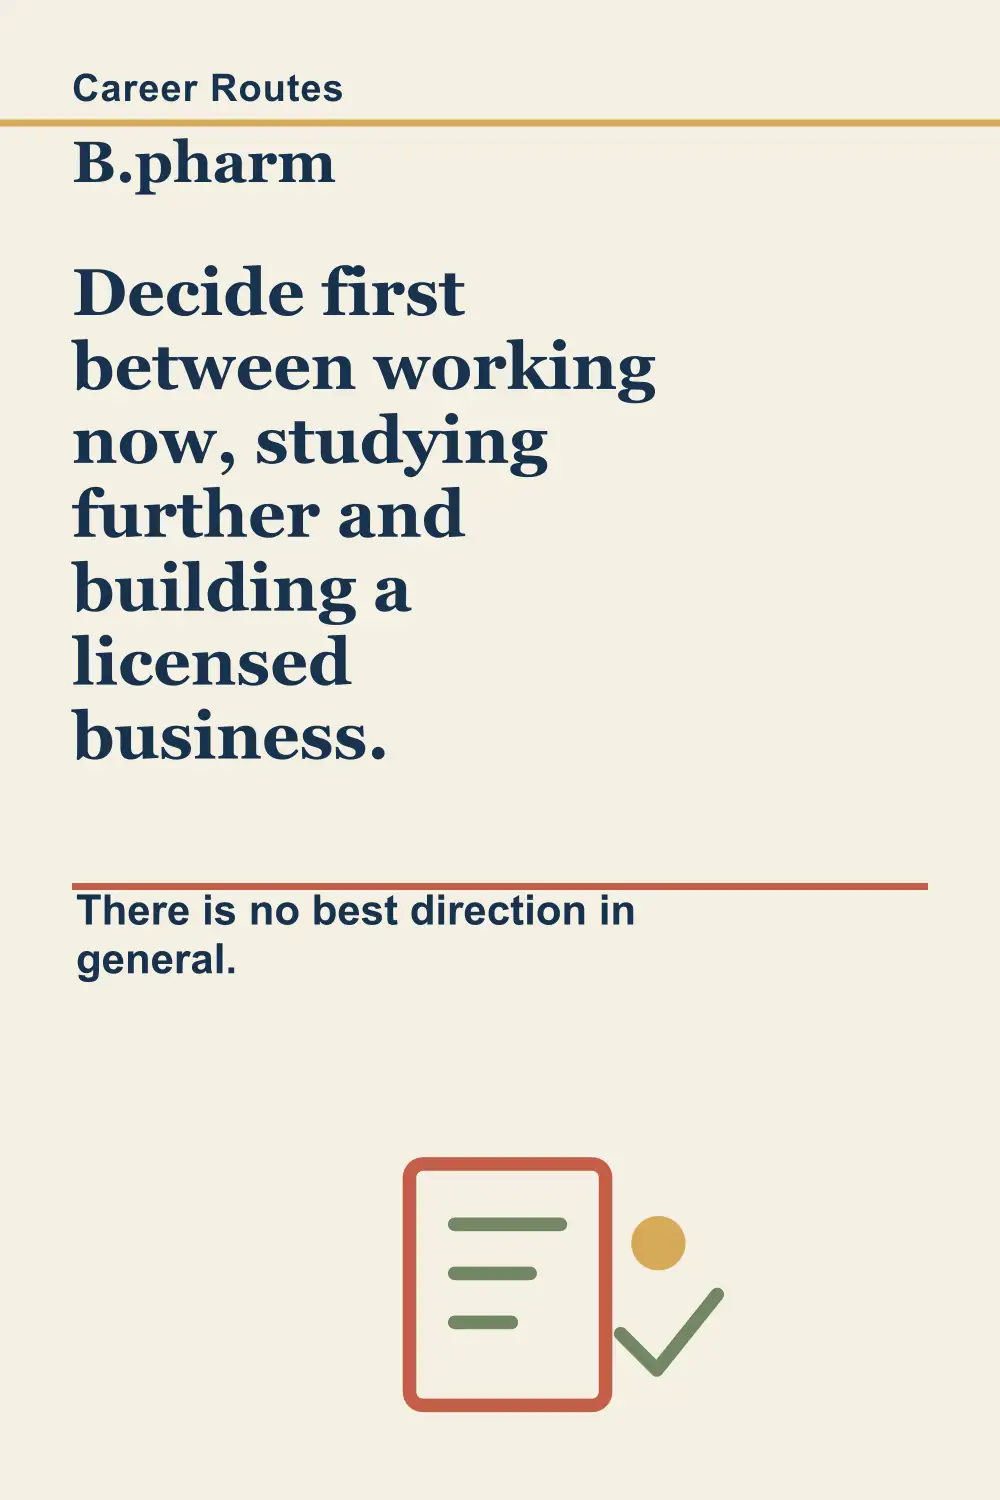 Career Routes
B.pharm
Decide first
between working
now, studying
further and
building a
licensed
business.
There is no best direction in
general.